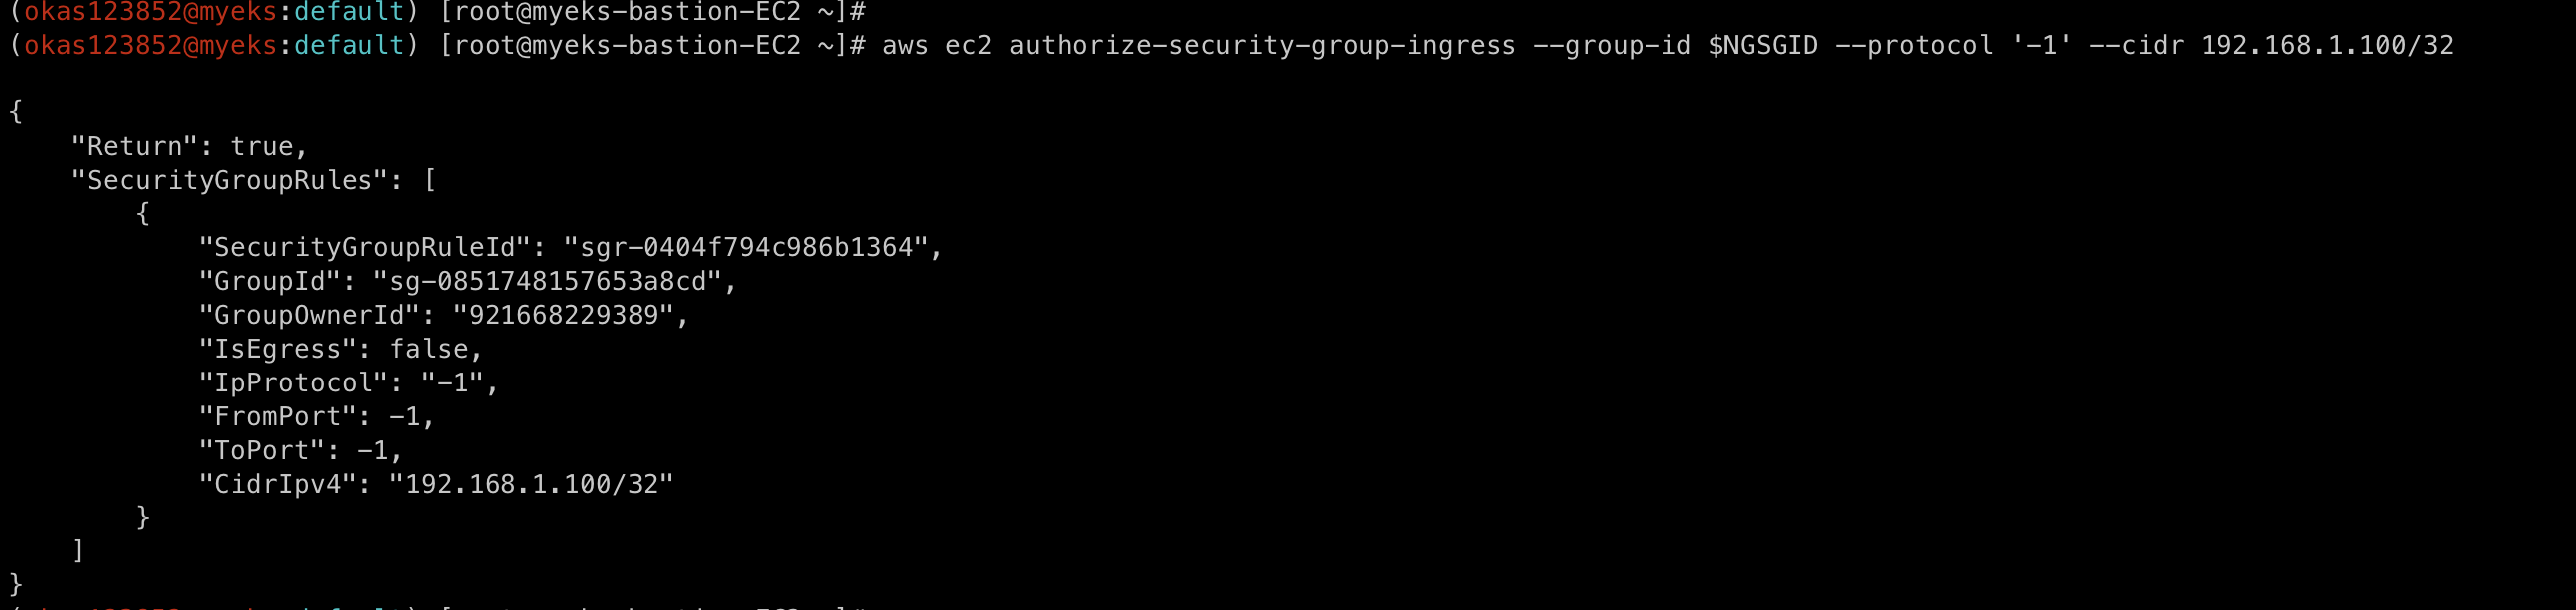 (okas123852@myeks:default) [root@myeks-bastion-EC2 ~]#
(okas123852@myeks:default) [root@myeks-bastion-EC2 ~]# aws ec2 authorize-security-group-ingress --group-id $NGSGID --protocol '-1' --cidr 192.168.1.100/32
{
    "Return": true,
    "SecurityGroupRules": [
        {
            "SecurityGroupRuleId": "sgr-0404f794c986b1364",
            "GroupId": "sg-0851748157653a8cd",
            "GroupOwnerId": "921668229389",
            "IsEgress": false,
            "IpProtocol": "-1",
            "FromPort": -1,
            "ToPort": -1,
            "CidrIpv4": "192.168.1.100/32"
        }
    ]
}